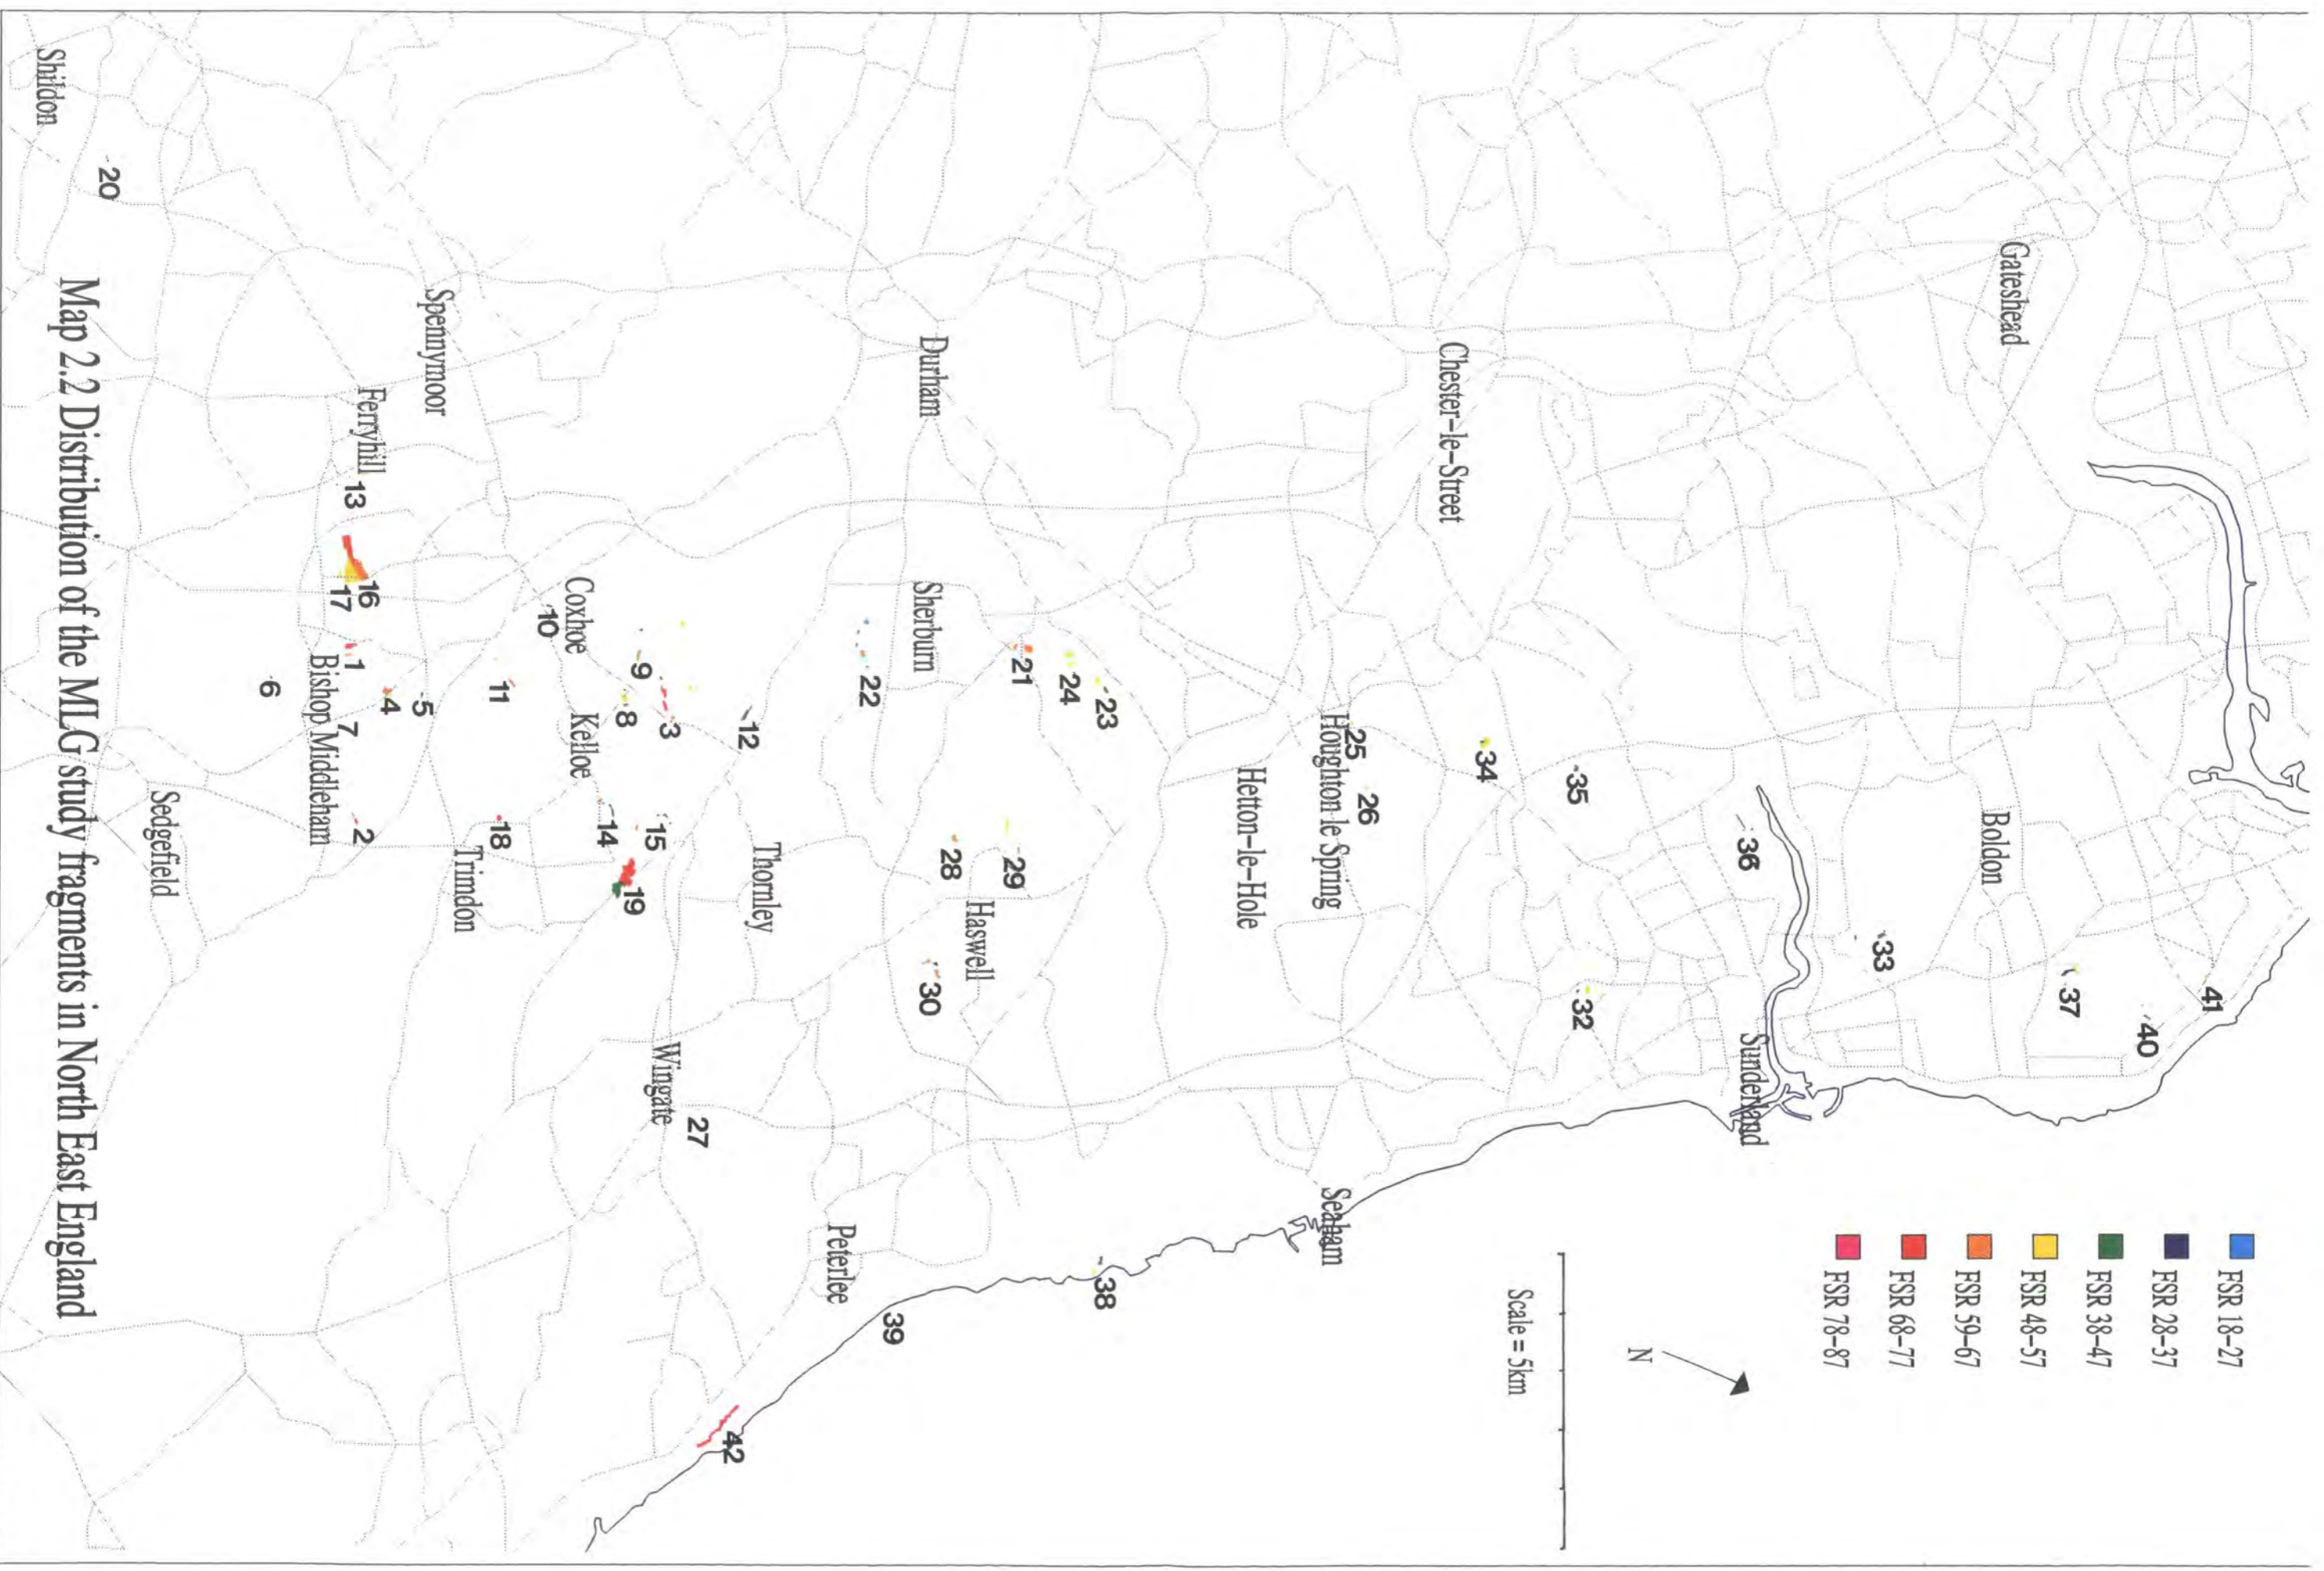 FSR 18–27
FSR 28–37
FSR 38–47
FSR 48–57
FSR 59–67
FSR 68–77
FSR 78–87
N
Scale = 5km
Gateshead
41
40
37
Boldon
33
36
Sunderland
35
32
34
Chester–le–Street
26
25
Houghton le Spring
Seaham
Hetton–le–Hole
23
38
24
21
29
Haswell
Durham
Sherburn
28
30
39
22
Peterlee
Thornley
12
42
27
3
Wingate
15
9
19
8
14
Kelloe
Coxhoe
10
11
18
Trimdon
Spennymoor
5
4
Ferryhill
13
16
17
1
7
2
Bishop Middleham
6
Sedgefield
20
Shildon
Map 2.2 Distribution of the MLG study fragments in North East England